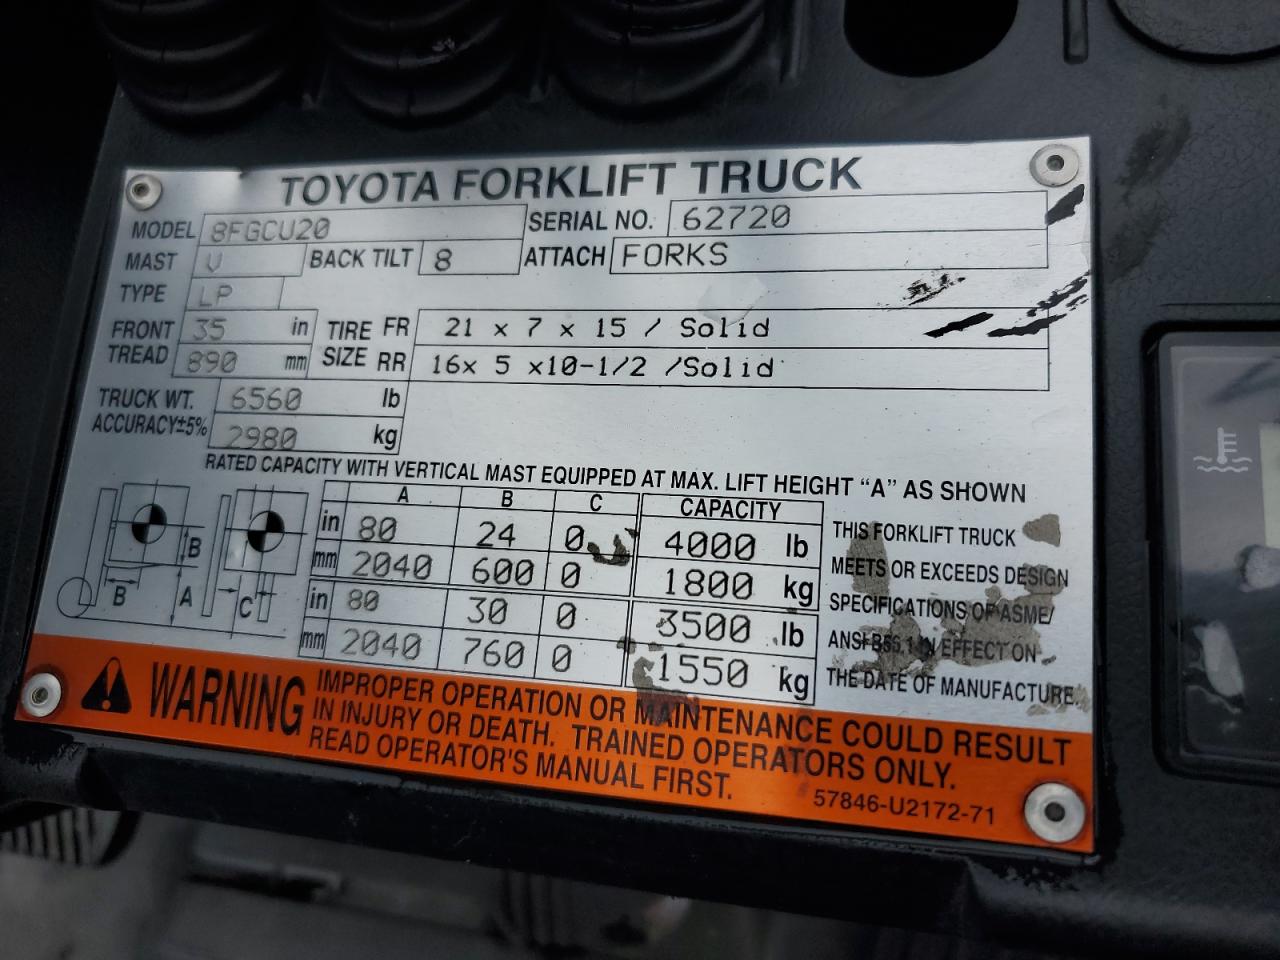 TOYOTA FORKLIFT TRUCK
MODEL 8FGCU20 SERIAL NO. 62720
MAST V BACK TILT 8 ATTACH FORKS
TYPE LP
FRONT TREAD 35 in TIRE SIZE FR 21 x 7 x 15 / Solid
890 mm RR 16x 5 x10-1/2 /Solid
TRUCK WT. 6560 lb
ACCURACY±5% 2980 kg
RATED CAPACITY WITH VERTICAL MAST EQUIPPED AT MAX. LIFT HEIGHT “A” AS SHOWN
A B C CAPACITY
in 80 24 0 4000 lb
mm 2040 600 0 1800 kg
in 80 30 0 3500 lb
mm 2040 760 0 1550 kg
B B A C
THIS FORKLIFT TRUCK
MEETS OR EXCEEDS DESIGN
SPECIFICATIONS OF ASME/
ANSI B56.1 IN EFFECT ON
THE DATE OF MANUFACTURE.
WARNING
IMPROPER OPERATION OR MAINTENANCE COULD RESULT
IN INJURY OR DEATH. TRAINED OPERATORS ONLY.
READ OPERATOR'S MANUAL FIRST.
57846-U2172-71